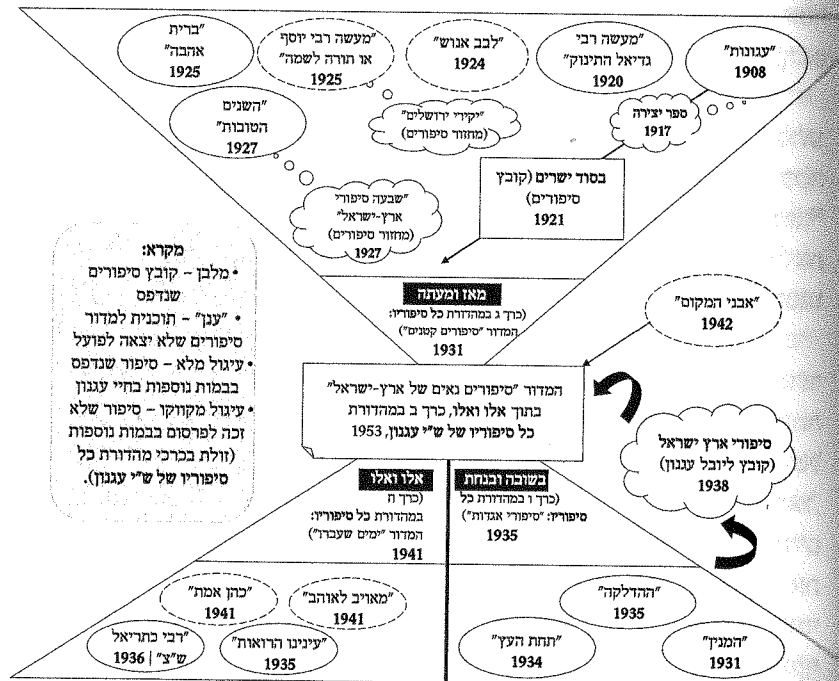 "עגונות"
1908
"מעשה רבי
גדיאל התינוק"
1920
"לבב אנוש"
1924
"מעשה רבי יוסף
או תורה לשמה"
1925
"ברית
אהבה"
1925
ספר יצירה
1917
"יקירי ירושלים"
(מחזור סיפורים)
"השנים
הטובות"
1927
בסוד ישרים (קובץ
סיפורים)
1921
"שבעה סיפורי
ארץ-ישראל"
(מחזור סיפורים)
1927
מקרא:
• מלבן – קובץ סיפורים
שנדפס
• "ענן" – תוכנית למדור
סיפורים שלא יצאה לפועל
• עיגול מלא – סיפור שנדפס
בבמות נוספות בחיי עגנון
• עיגול מקווקו – סיפור שלא
זכה לפרסום בבמות נוספות
(זולת בכרכי מהדורת כל
סיפוריו של ש"י עגנון).
מאז ומעתה
(כרך ג במהדורת כל סיפוריו:
המדור "סיפורים קטנים")
1931
"אבני המקום"
1942
המדור "סיפורים נאים של ארץ-ישראל"
בתוך אלו ואלו, כרך ב במהדורת
כל סיפוריו של ש"י עגנון, 1953
סיפורי ארץ ישראל
(קובץ ליובל עגנון)
1938
בשובה ובנחת
(כרך ו במהדורת כל
סיפוריו: "סיפורי אגדות")
1935
אלו ואלו
(כרך ח
במהדורת כל סיפוריו:
המדור "ימים שעברו")
1941
"ההדלקה"
1935
"המנין"
1931
"תחת העץ"
1934
"כהן אמת"
1941
"מאויב לאוהב"
1941
"רבי כתריאל
ש"צ" | 1936
"עינינו הרואות"
1935